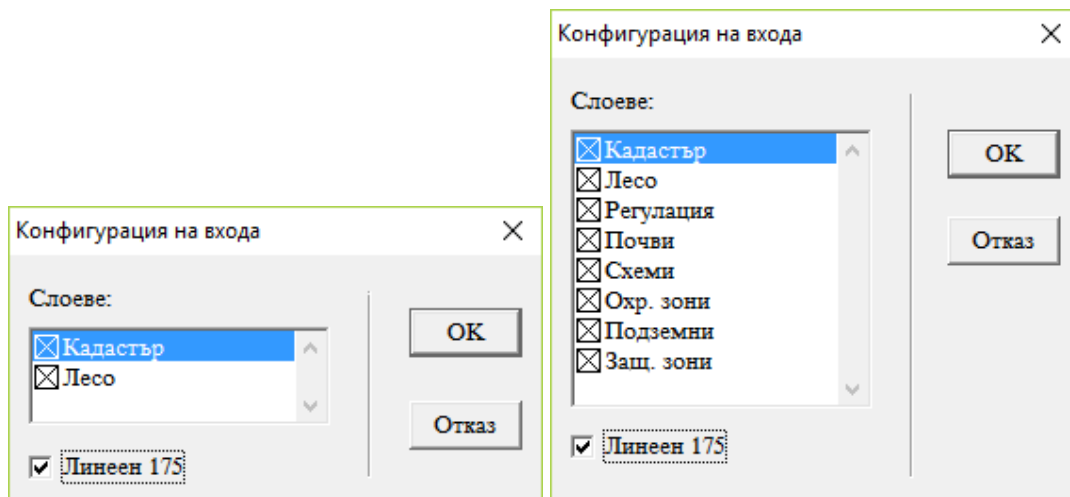 Конфигурация на входа
Слоеве:
Кадастър
Лесо
OK
Отказ
Линеен 175
Конфигурация на входа
Слоеве:
Кадастър
Лесо
Регулация
Почви
Схеми
Охр. зони
Подземни
Защ. зони
OK
Отказ
Линеен 175